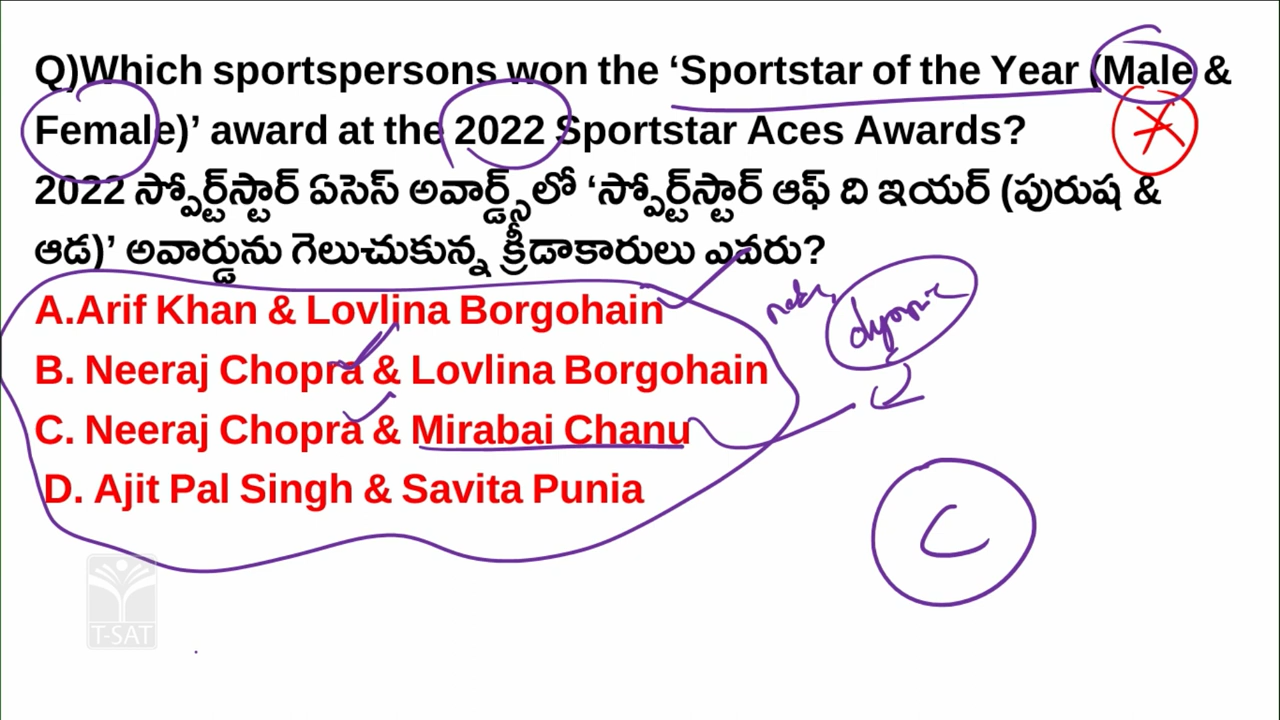 Q)Which sportspersons won the ‘Sportstar of the Year (Male &
Female)’ award at the 2022 Sportstar Aces Awards?
2022 స్పోర్ట్‌స్టార్ ఏసెస్ అవార్డ్స్‌లో ‘స్పోర్ట్‌స్టార్ ఆఫ్ ది ఇయర్ (పురుష &
ఆడ)’ అవార్డును గెలుచుకున్న క్రీడాకారులు ఎవరు?
A.Arif Khan & Lovlina Borgohain
B. Neeraj Chopra & Lovlina Borgohain
C. Neeraj Chopra & Mirabai Chanu
D. Ajit Pal Singh & Savita Punia
olympic
C
T-SAT